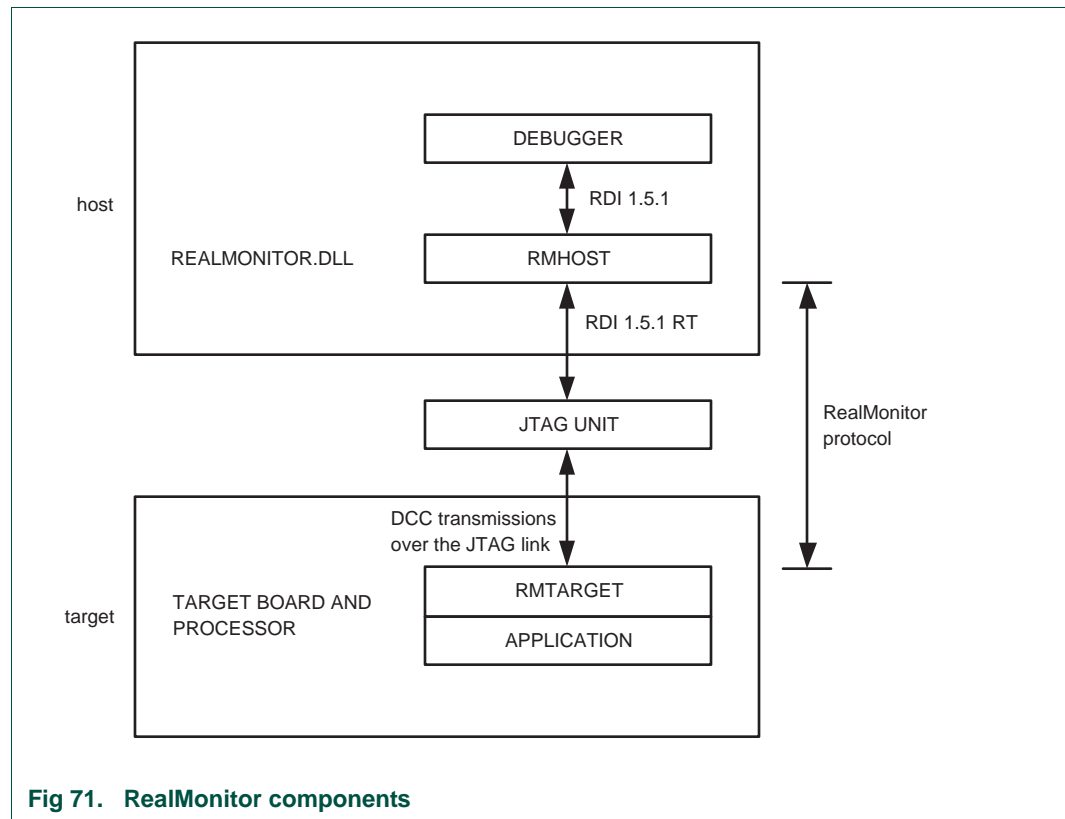 DEBUGGER
RDI 1.5.1
host
REALMONITOR.DLL
RMHOST
RDI 1.5.1 RT
JTAG UNIT
RealMonitor
protocol
DCC transmissions
over the JTAG link
RMTARGET
target
TARGET BOARD AND
PROCESSOR
APPLICATION
Fig 71. RealMonitor components